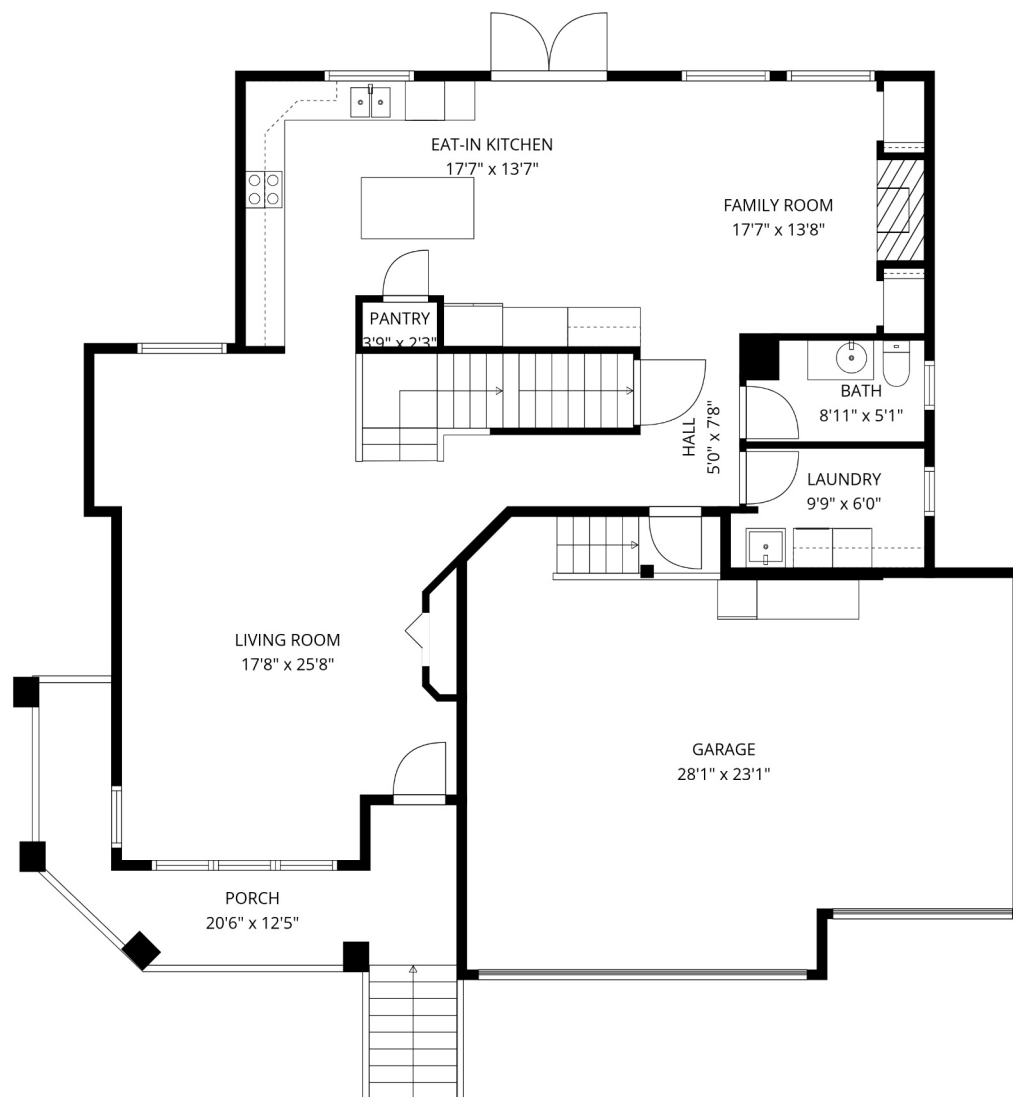 EAT-IN KITCHEN
17'7" x 13'7"
FAMILY ROOM
17'7" x 13'8"
PANTRY
3'9" x 2'3"
BATH
8'11" x 5'1"
HALL
5'0" x 7'8"
LAUNDRY
9'9" x 6'0"
LIVING ROOM
17'8" x 25'8"
GARAGE
28'1" x 23'1"
PORCH
20'6" x 12'5"